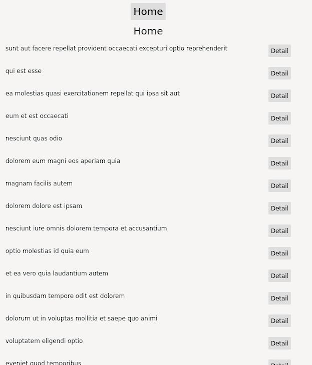 Home
Home
sunt aut facere repellat provident occaecati excepturi optio reprehenderit
Detail
qui est esse
Detail
ea molestias quasi exercitationem repellat qui ipsa sit aut
Detail
eum et est occaecati
Detail
nesciunt quas odio
Detail
dolorem eum magni eos aperiam quia
Detail
magnam facilis autem
Detail
dolorem dolore est ipsam
Detail
nesciunt iure omnis dolorem tempora et accusantium
Detail
optio molestias id quia eum
Detail
et ea vero quia laudantium autem
Detail
in quibusdam tempore odit est dolorem
Detail
dolorum ut in voluptas mollitia et saepe quo animi
Detail
voluptatem eligendi optio
Detail
eveniet quod temporibus
Detail